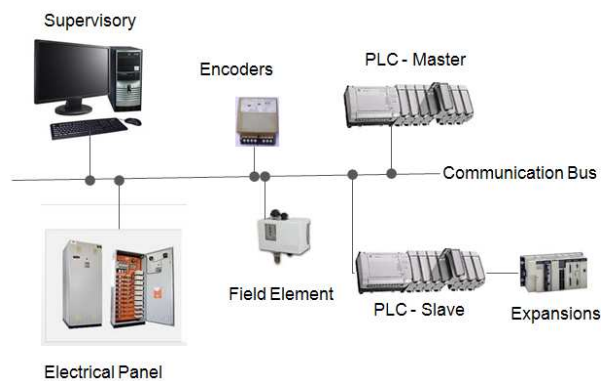 Supervisory
Encoders
PLC - Master
Communication Bus
Field Element
PLC - Slave
Expansions
Electrical Panel